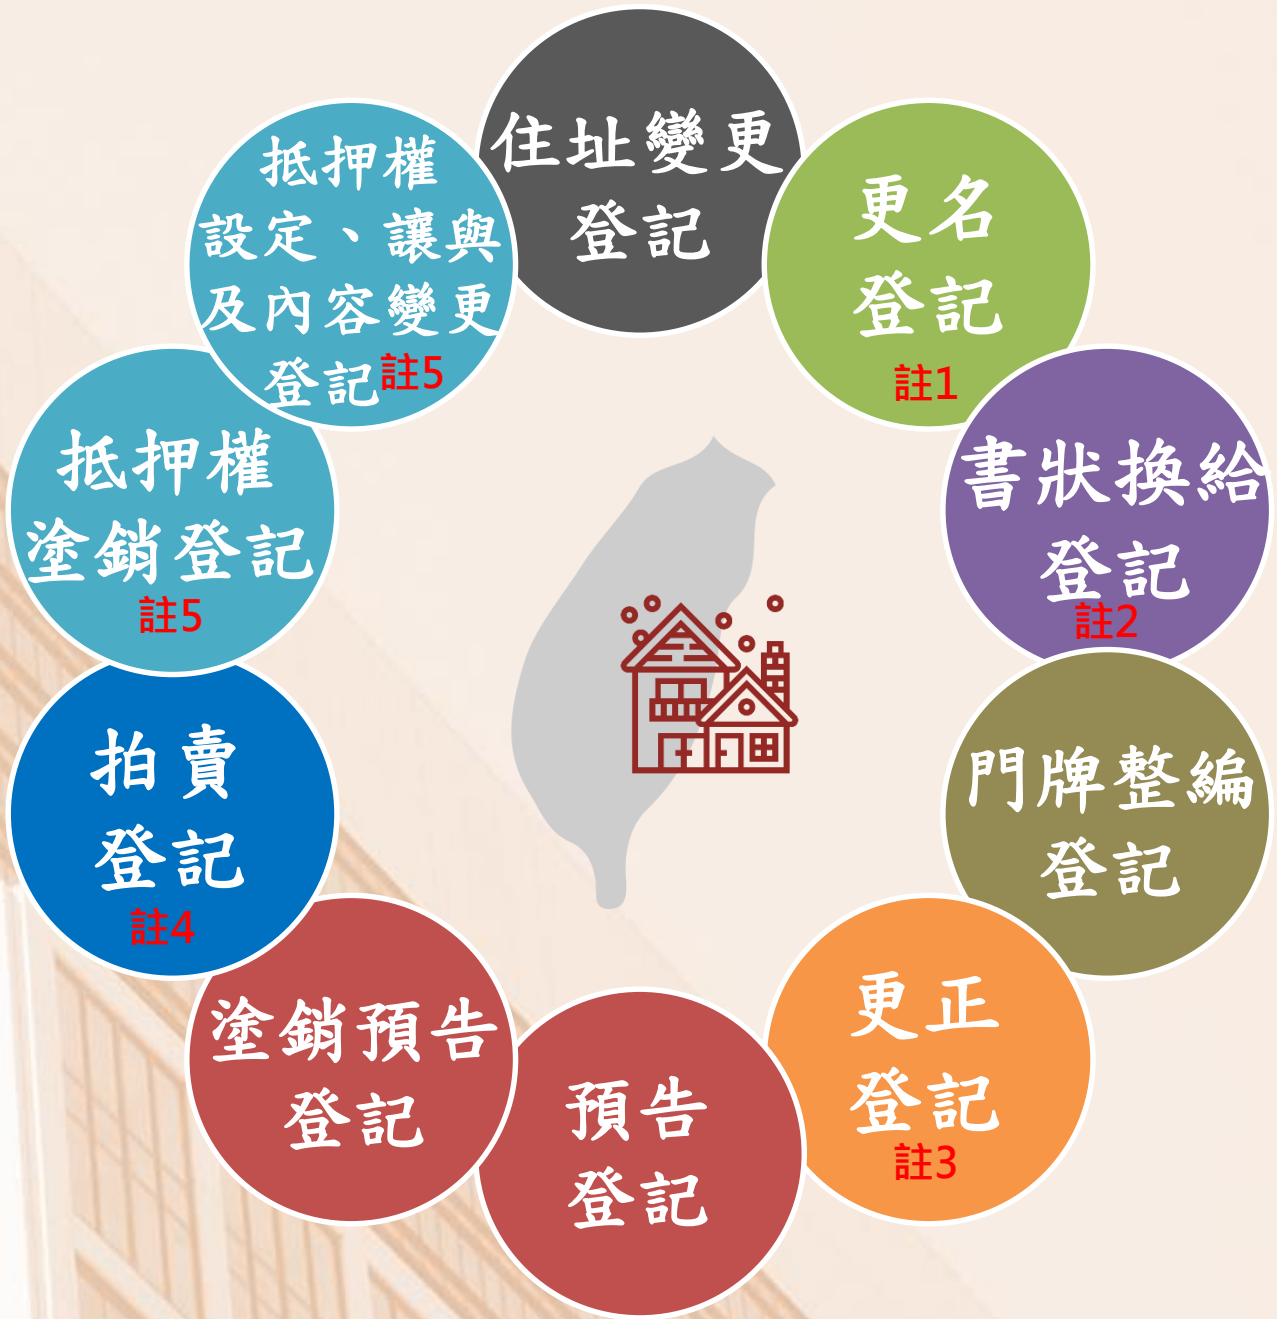 住址變更
登記
更名
登記
註1
書狀換給
登記
註2
門牌整編
登記
更正
登記
註3
預告
登記
塗銷預告
登記
拍賣
登記
註4
抵押權
塗銷登記
註5
抵押權
設定、讓與
及內容變更
登記註5